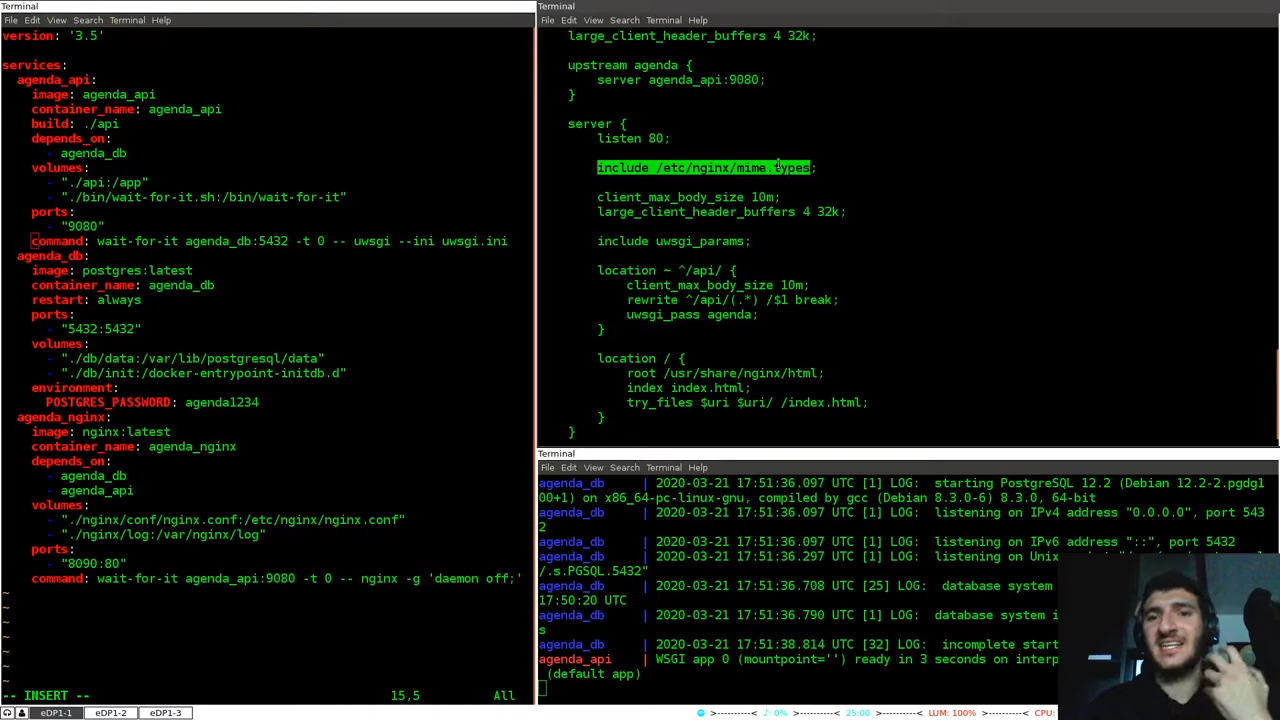 Terminal
File Edit View Search Terminal Help
version: '3.5'
services:
agenda_api:
image: agenda_api
container_name: agenda_api
build: ./api
depends_on:
- agenda_db
volumes:
- "./api:/app"
- "./bin/wait-for-it.sh:/bin/wait-for-it"
ports:
- "9080"
command: wait-for-it agenda_db:5432 -t 0 -- uwsgi --ini uwsgi.ini
agenda_db:
image: postgres:latest
container_name: agenda_db
restart: always
ports:
- "5432:5432"
volumes:
- "./db/data:/var/lib/postgresql/data"
- "./db/init:/docker-entrypoint-initdb.d"
environment:
POSTGRES_PASSWORD: agenda1234
agenda_nginx:
image: nginx:latest
container_name: agenda_nginx
depends_on:
- agenda_db
- agenda_api
volumes:
- "./nginx/conf/nginx.conf:/etc/nginx/nginx.conf"
- "./nginx/log:/var/nginx/log"
ports:
- "8090:80"
command: wait-for-it agenda_api:9080 -t 0 -- nginx -g 'daemon off;'
~
~
~
~
~
~
~
-- INSERT -- 15,5 All
Terminal
File Edit View Search Terminal Help
large_client_header_buffers 4 32k;
upstream agenda {
server agenda_api:9080;
}
server {
listen 80;
include /etc/nginx/mime.types;
client_max_body_size 10m;
large_client_header_buffers 4 32k;
include uwsgi_params;
location ~ ^/api/ {
client_max_body_size 10m;
rewrite ^/api/(.*) /$1 break;
uwsgi_pass agenda;
}
location / {
root /usr/share/nginx/html;
index index.html;
try_files $uri $uri/ /index.html;
}
}
Terminal
File Edit View Search Terminal Help
agenda_db | 2020-03-21 17:51:36.097 UTC [1] LOG: starting PostgreSQL 12.2 (Debian 12.2-2.pgdg1
00+1) on x86_64-pc-linux-gnu, compiled by gcc (Debian 8.3.0-6) 8.3.0, 64-bit
agenda_db | 2020-03-21 17:51:36.097 UTC [1] LOG: listening on IPv4 address "0.0.0.0", port 543
2
agenda_db | 2020-03-21 17:51:36.097 UTC [1] LOG: listening on IPv6 address "::", port 5432
agenda_db | 2020-03-21 17:51:36.297 UTC [1] LOG: listening on Unix
/.s.PGSQL.5432"
agenda_db | 2020-03-21 17:51:36.708 UTC [25] LOG: database system
17:50:20 UTC
agenda_db | 2020-03-21 17:51:36.790 UTC [1] LOG: database system
s
agenda_db | 2020-03-21 17:51:38.814 UTC [32] LOG: incomplete start
agenda_api | WSGI app 0 (mountpoint='') ready in 3 seconds on interp
(default app)
eDP1-1 eDP1-2 eDP1-3 >----------< ♪: 0% >----------< 25:00 >----------< LUM: 100% >----------< CPU: